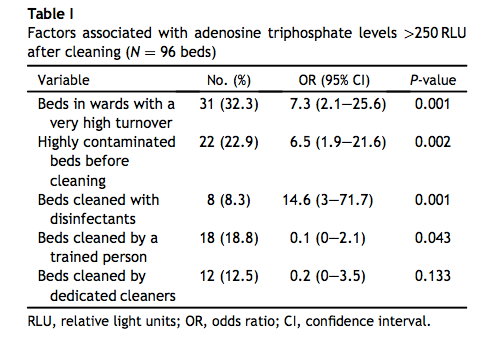 Table I
Factors associated with adenosine triphosphate levels >250 RLU
after cleaning (N = 96 beds)
Variable No. (%) OR (95% CI) P-value
Beds in wards with a 31 (32.3) 7.3 (2.1–25.6) 0.001
very high turnover
Highly contaminated 22 (22.9) 6.5 (1.9–21.6) 0.002
beds before
cleaning
Beds cleaned with 8 (8.3) 14.6 (3–71.7) 0.001
disinfectants
Beds cleaned by a 18 (18.8) 0.1 (0–2.1) 0.043
trained person
Beds cleaned by 12 (12.5) 0.2 (0–3.5) 0.133
dedicated cleaners
RLU, relative light units; OR, odds ratio; CI, confidence interval.